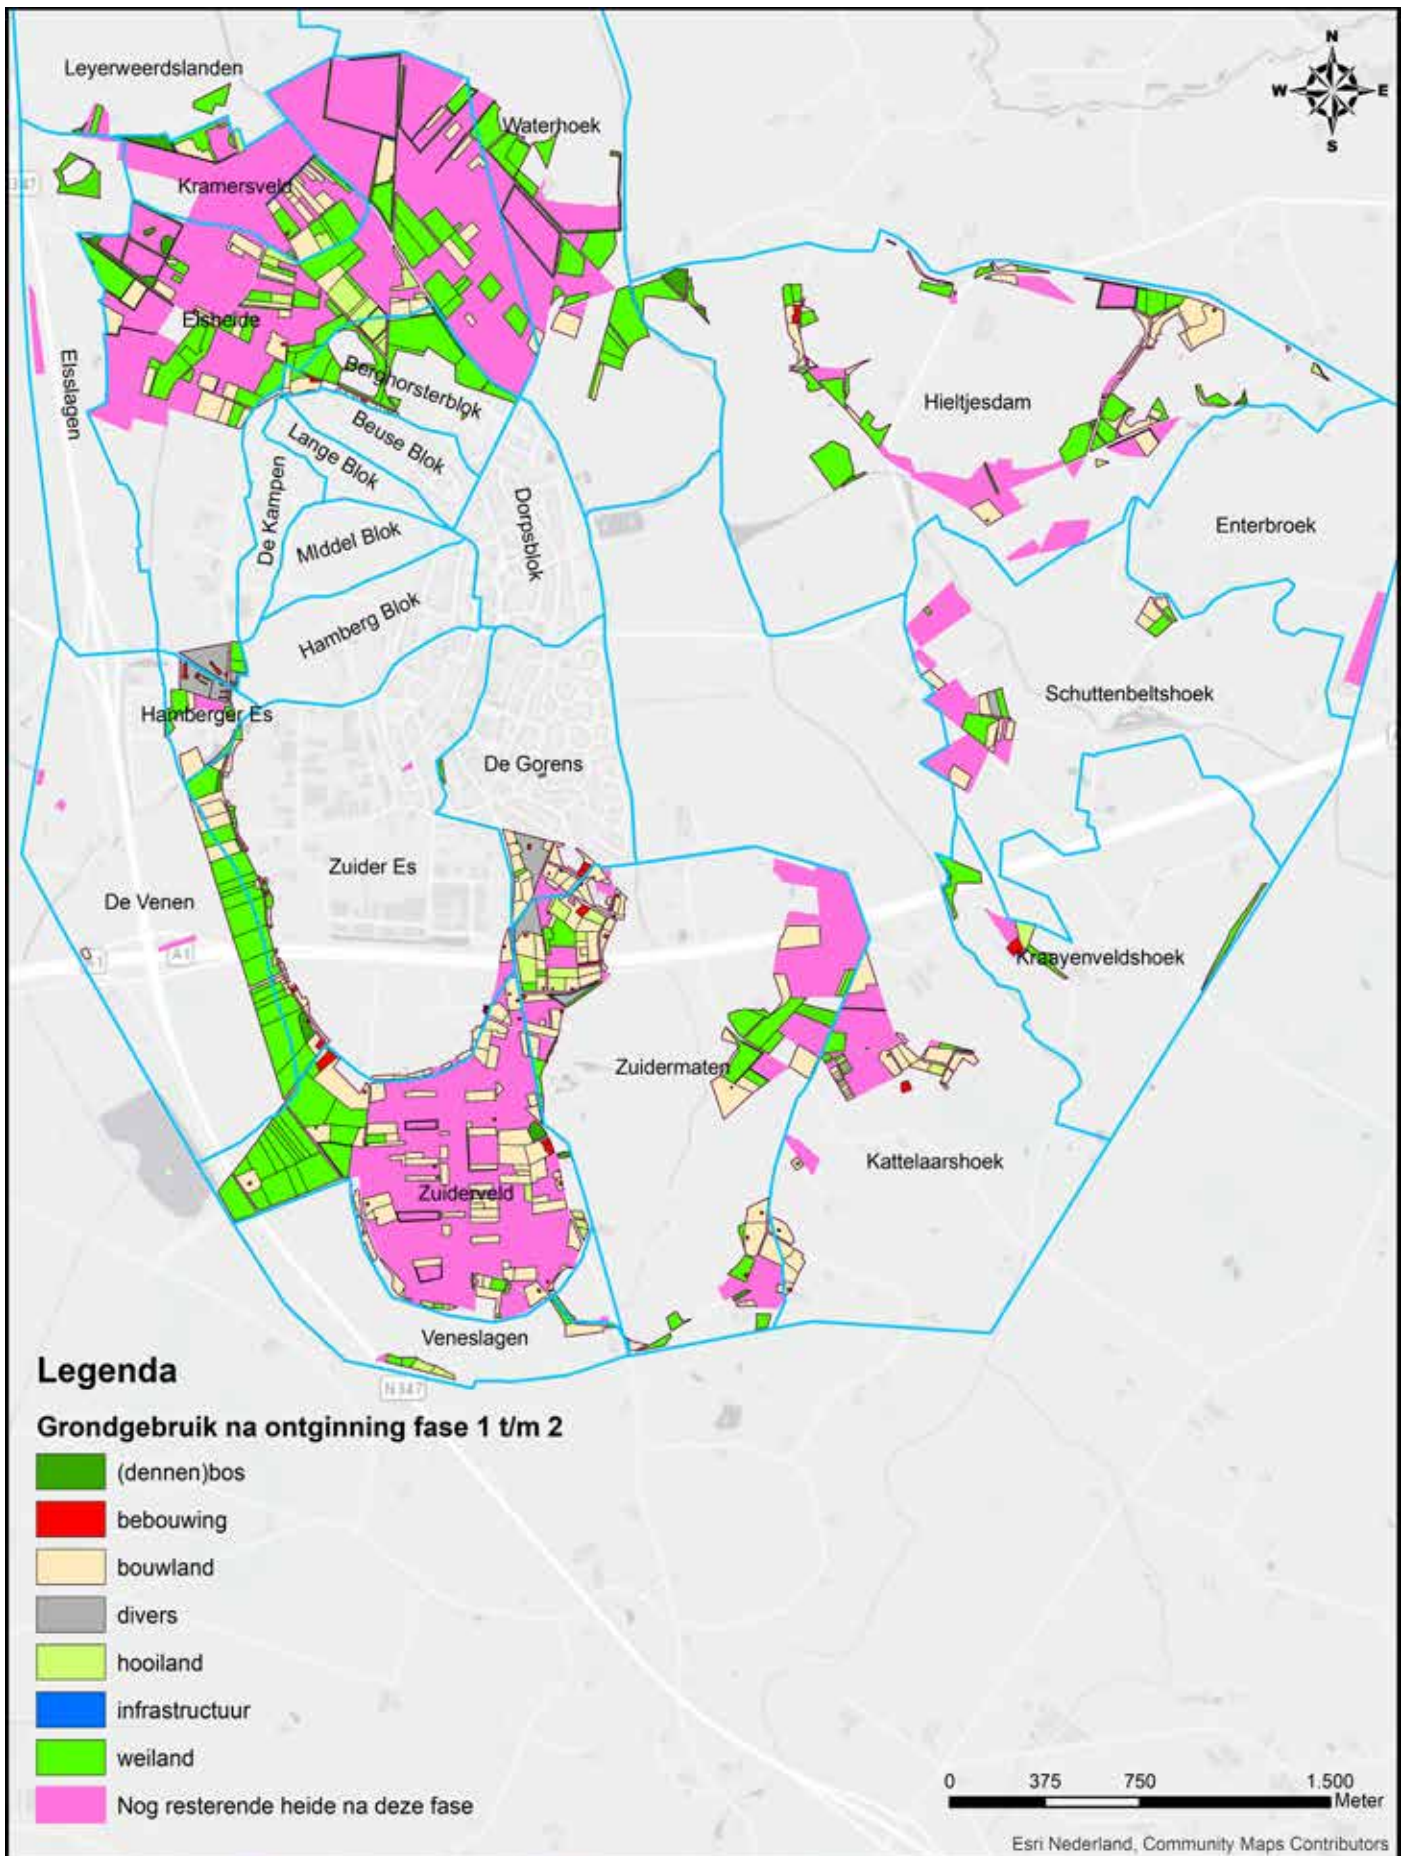 N
W E
S
Leyerweerdslanden
Waterhoek
Kramersveld
Elsheide
Elsslagen
Berghorsterblok
Beuse Blok
Lange Blok
De Kampen
MIddel Blok
Hamberg Blok
Dorpsblok
Hieltjesdam
Enterbroek
Schuttenbeltshoek
Hamberger Es
De Gorens
Zuider Es
De Venen
A1
Kraayenveldshoek
Zuidermaten
Kattelaarshoek
Zuiderveld
Veneslagen
N347
Legenda
Grondgebruik na ontginning fase 1 t/m 2
(dennen)bos
bebouwing
bouwland
divers
hooiland
infrastructuur
weiland
Nog resterende heide na deze fase
0 375 750 1.500
Meter
Esri Nederland, Community Maps Contributors